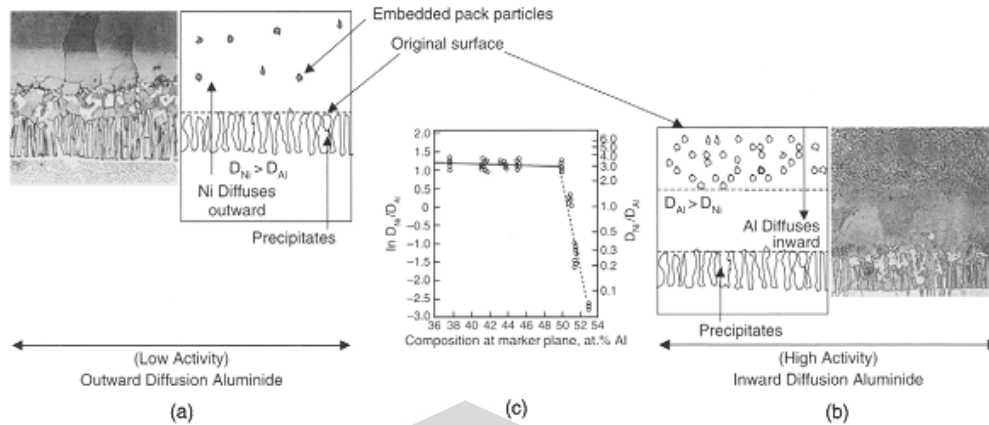 Embedded pack particles
Original surface
D_Ni > D_Al
Ni Diffuses
outward
Precipitates
(Low Activity)
Outward Diffusion Aluminide
(a)
2.0
1.5
1.0
0.5
0
−0.5
−1.0
−1.5
−2.0
−2.5
−3.0
ln D_Ni/D_Al
6.0
5.0
4.0
3.0
2.0
1.0
0.5
0.3
0.2
0.1
D_Ni/D_Al
36 38 40 42 44 46 48 50 52 54
Composition at marker plane, at.% Al
(c)
D_Al > D_Ni
Al Diffuses
inward
Precipitates
(High Activity)
Inward Diffusion Aluminide
(b)